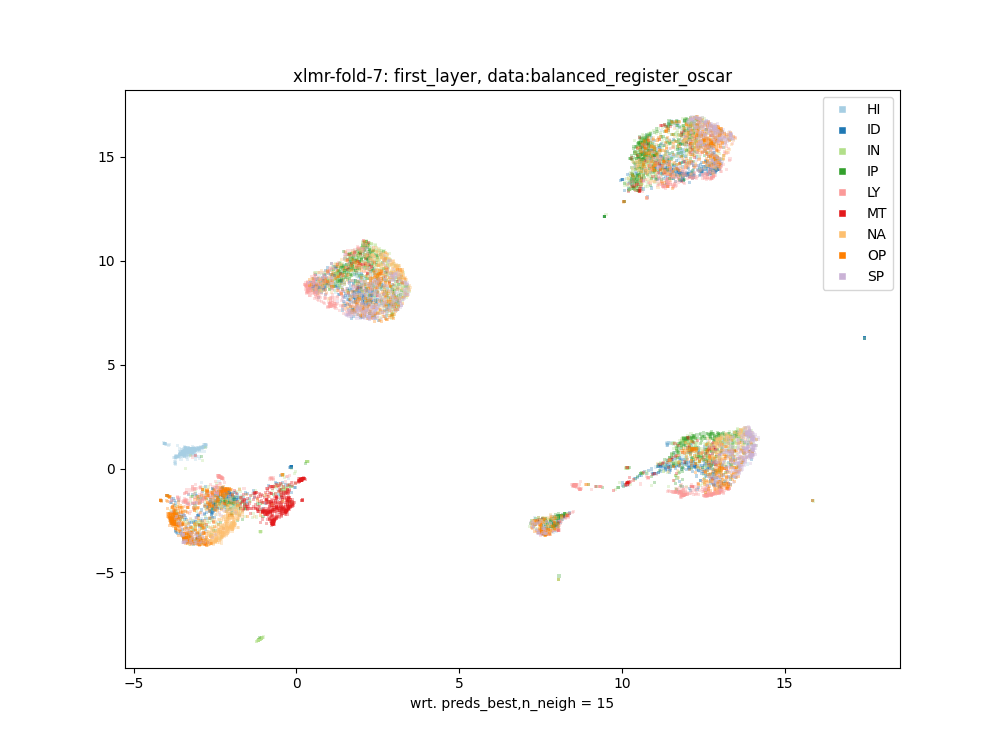 xlmr-fold-7: first_layer, data:balanced_register_oscar
HI
ID
IN
IP
LY
MT
NA
OP
SP
15
10
5
0
−5
−5
0
5
10
15
wrt. preds_best,n_neigh = 15